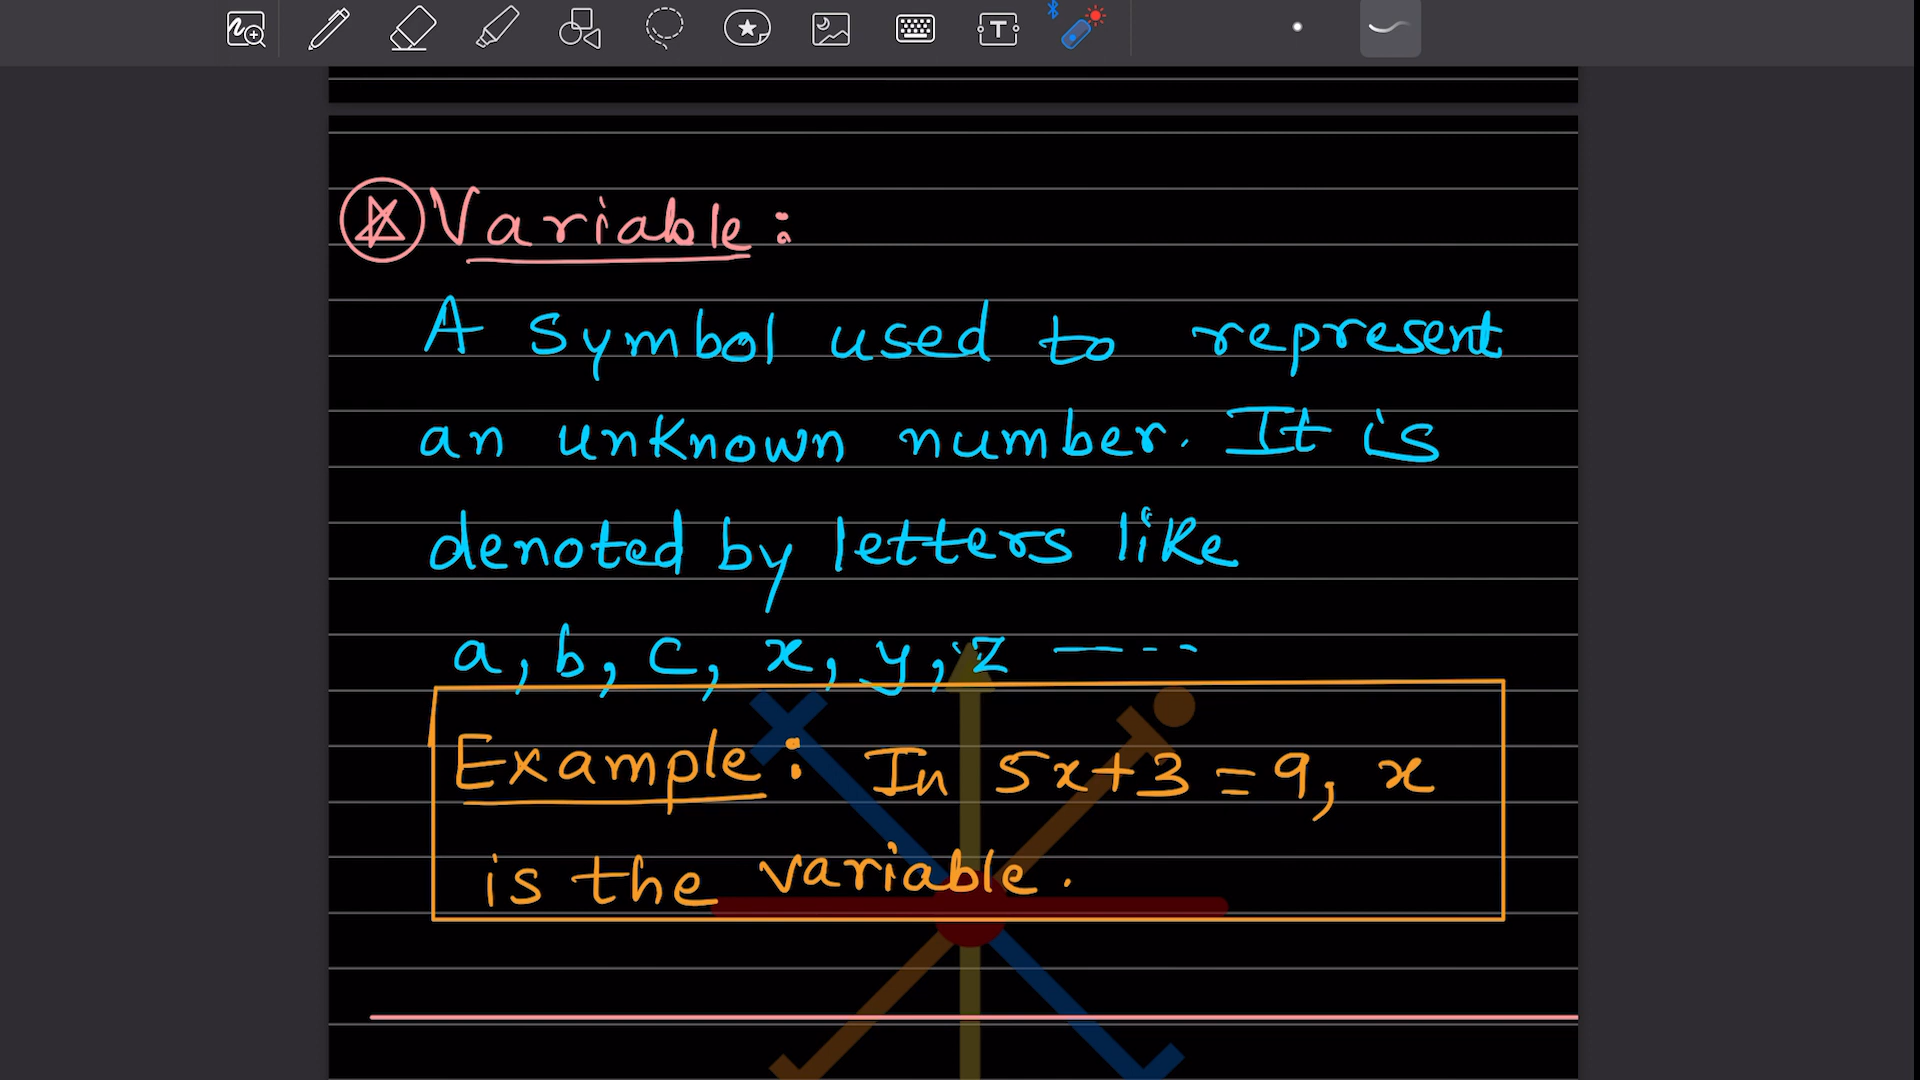 Variable :
A symbol used to represent
an unknown number. It is
denoted by letters like
a, b, c, x, y, z -----
Example : In 5x+3=9, x
is the variable.